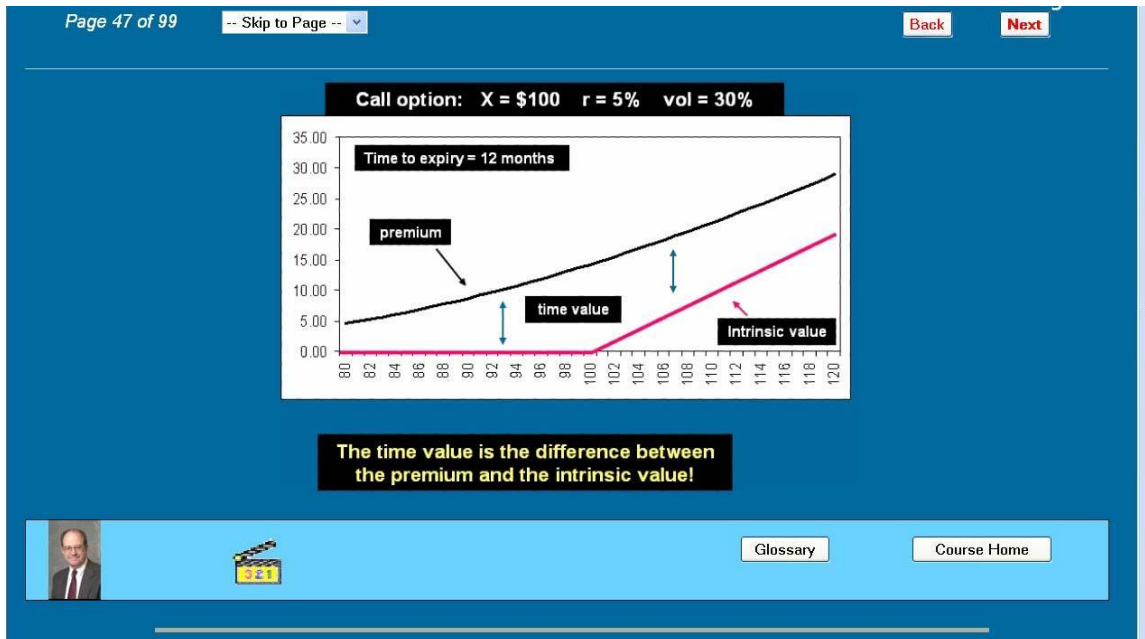 Page 47 of 99
-- Skip to Page --
Back
Next
Call option: X = $100 r = 5% vol = 30%
35.00
Time to expiry = 12 months
30.00
25.00
20.00
premium
15.00
10.00
time value
5.00
Intrinsic value
0.00
80 82 84 86 88 90 92 94 96 98 100 102 104 106 108 110 112 114 116 118 120
The time value is the difference between
the premium and the intrinsic value!
321
Glossary
Course Home